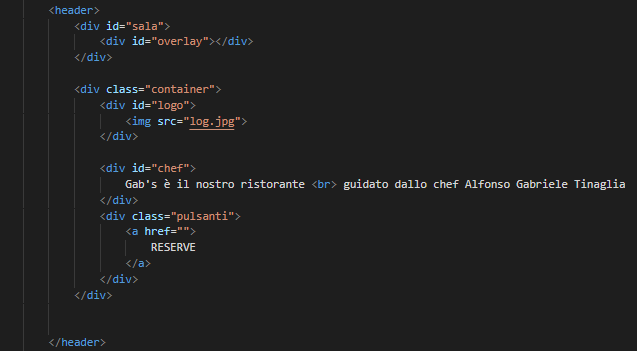 <header>
<div id="sala">
<div id="overlay"></div>
</div>
<div class="container">
<div id="logo">
<img src="log.jpg">
</div>
<div id="chef">
Gab's è il nostro ristorante <br> guidato dallo chef Alfonso Gabriele Tinaglia
</div>
<div class="pulsanti">
<a href="">
RESERVE
</a>
</div>
</div>
</header>